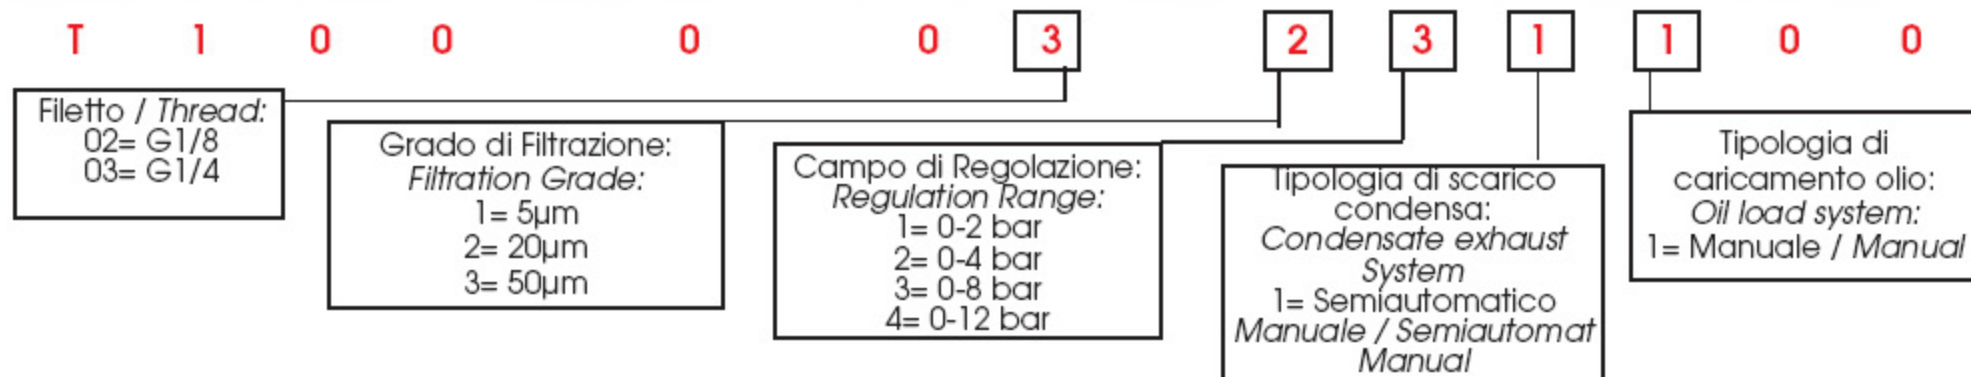 T 1 0 0 0 0 3 2 3 1 1 0 0
Filetto / Thread:
02= G1/8
03= G1/4
Grado di Filtrazione:
Filtration Grade:
1= 5µm
2= 20µm
3= 50µm
Campo di Regolazione:
Regulation Range:
1= 0-2 bar
2= 0-4 bar
3= 0-8 bar
4= 0-12 bar
Tipologia di scarico
condensa:
Condensate exhaust
System
1= Semiautomatico
Manuale / Semiautomat
Manual
Tipologia di
caricamento olio:
Oil load system:
1= Manuale / Manual